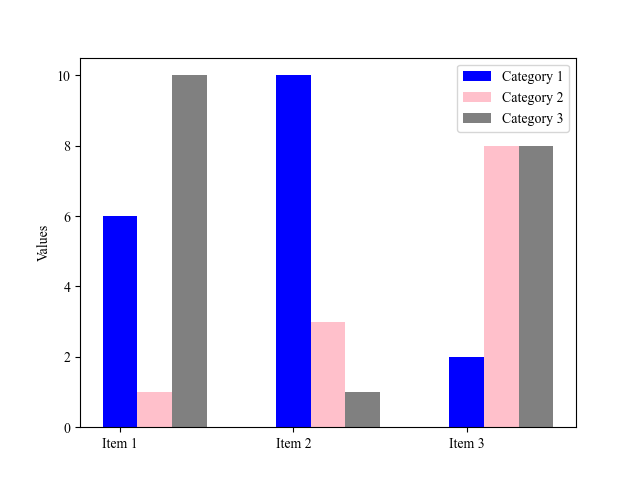 10
8
6
4
2
0
Values
Item 1
Item 2
Item 3
Category 1
Category 2
Category 3